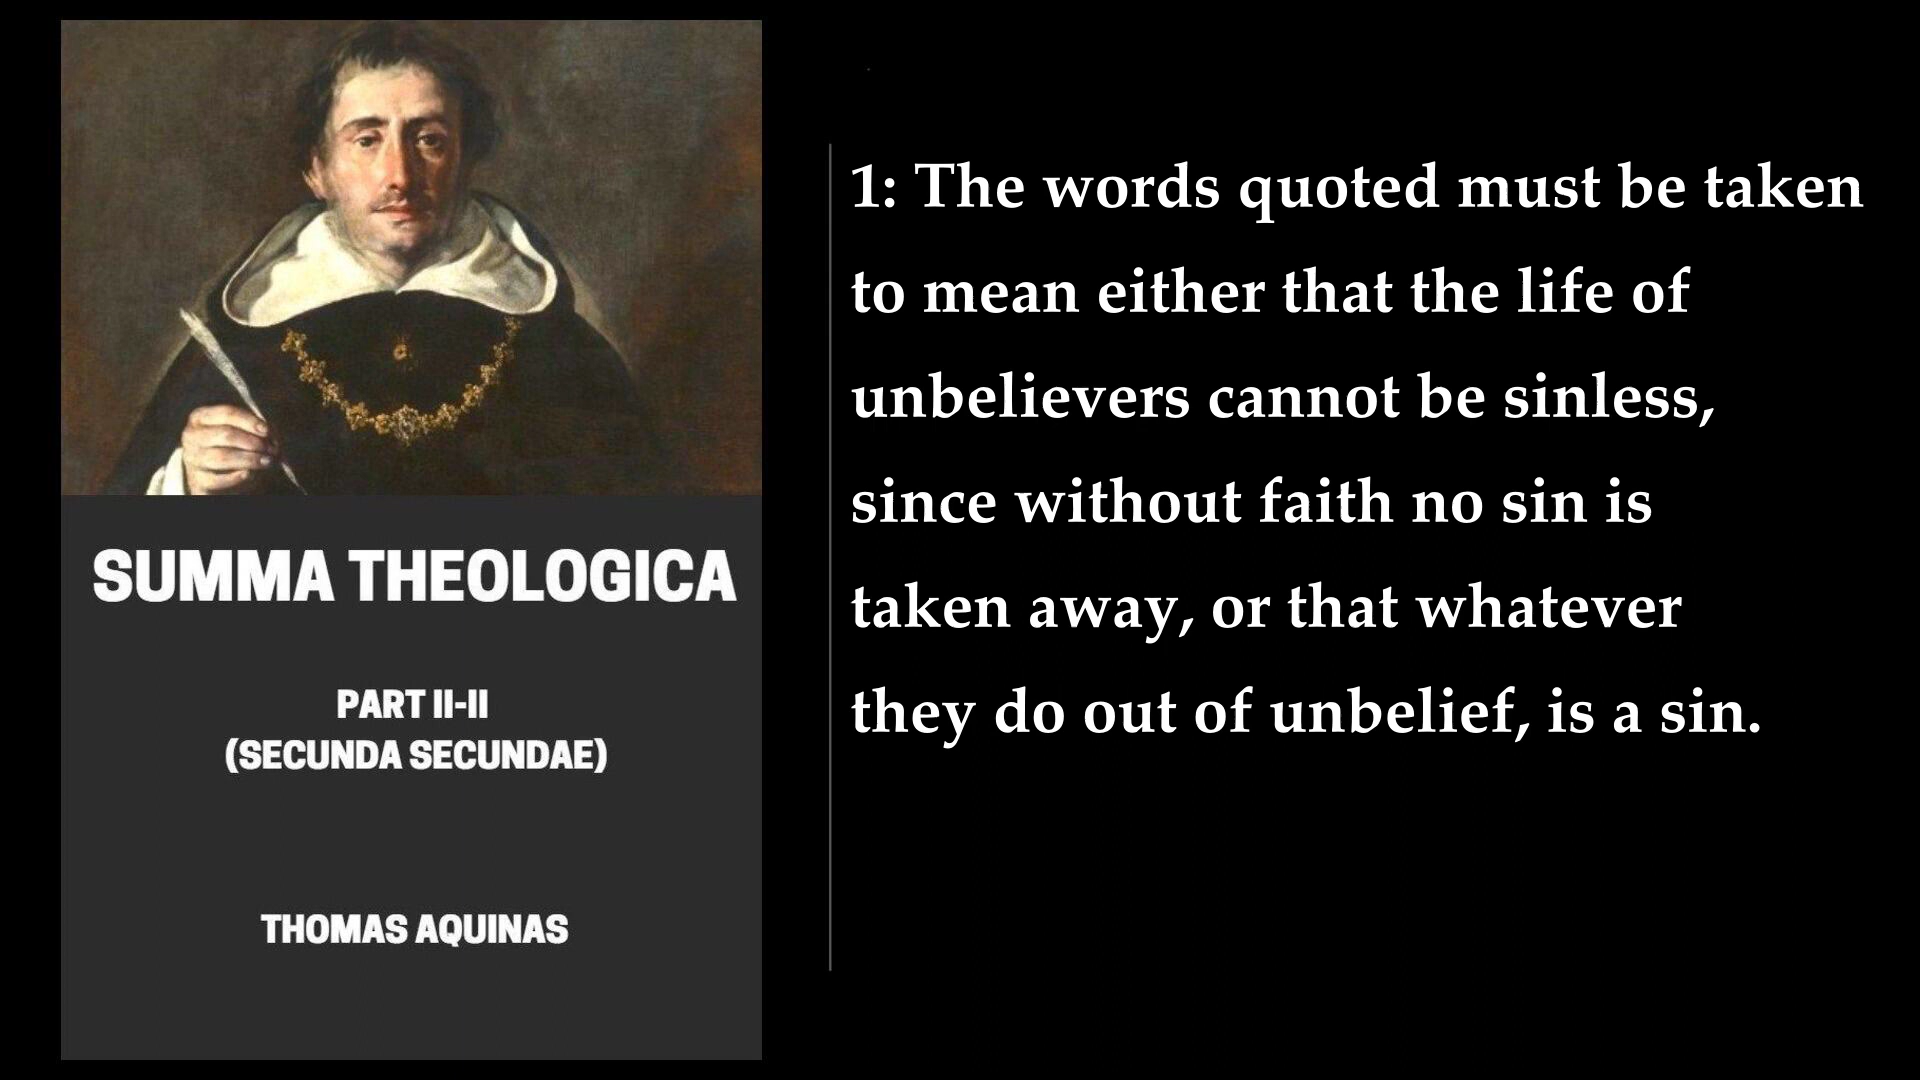 SUMMA THEOLOGICA
PART II-II
(SECUNDA SECUNDAE)
THOMAS AQUINAS
1: The words quoted must be taken
to mean either that the life of
unbelievers cannot be sinless,
since without faith no sin is
taken away, or that whatever
they do out of unbelief, is a sin.